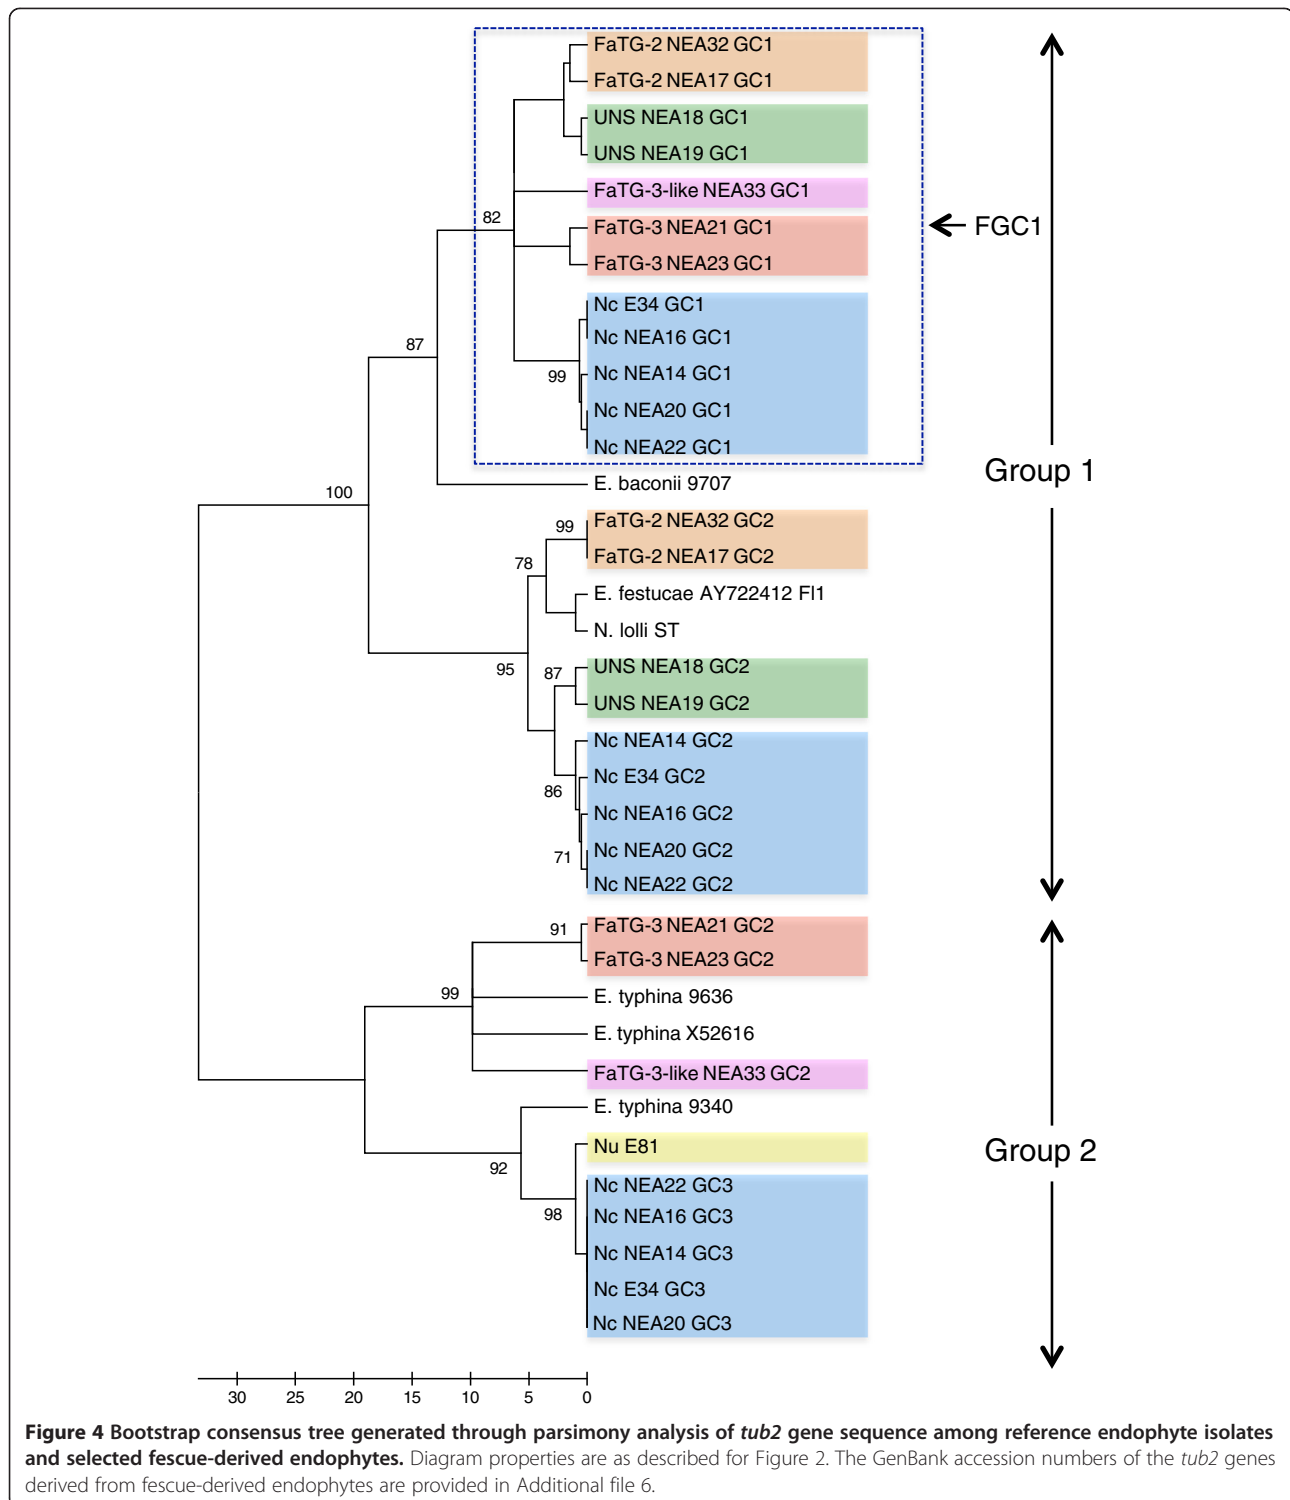 FaTG-2 NEA32 GC1
FaTG-2 NEA17 GC1
UNS NEA18 GC1
UNS NEA19 GC1
FaTG-3-like NEA33 GC1
82
FGC1
FaTG-3 NEA21 GC1
FaTG-3 NEA23 GC1
Nc E34 GC1
Nc NEA16 GC1
87
99
Nc NEA14 GC1
Nc NEA20 GC1
Nc NEA22 GC1
Group 1
E. baconii 9707
100
FaTG-2 NEA32 GC2
99
FaTG-2 NEA17 GC2
78
E. festucae AY722412 Fl1
N. lolli ST
95
87
UNS NEA18 GC2
UNS NEA19 GC2
Nc NEA14 GC2
Nc E34 GC2
86
Nc NEA16 GC2
Nc NEA20 GC2
71
Nc NEA22 GC2
91
FaTG-3 NEA21 GC2
FaTG-3 NEA23 GC2
99
E. typhina 9636
E. typhina X52616
FaTG-3-like NEA33 GC2
E. typhina 9340
Nu E81
Group 2
92
Nc NEA22 GC3
98
Nc NEA16 GC3
Nc NEA14 GC3
Nc E34 GC3
Nc NEA20 GC3
30 25 20 15 10 5 0
Figure 4 Bootstrap consensus tree generated through parsimony analysis of tub2 gene sequence among reference endophyte isolates
and selected fescue-derived endophytes. Diagram properties are as described for Figure 2. The GenBank accession numbers of the tub2 genes
derived from fescue-derived endophytes are provided in Additional file 6.